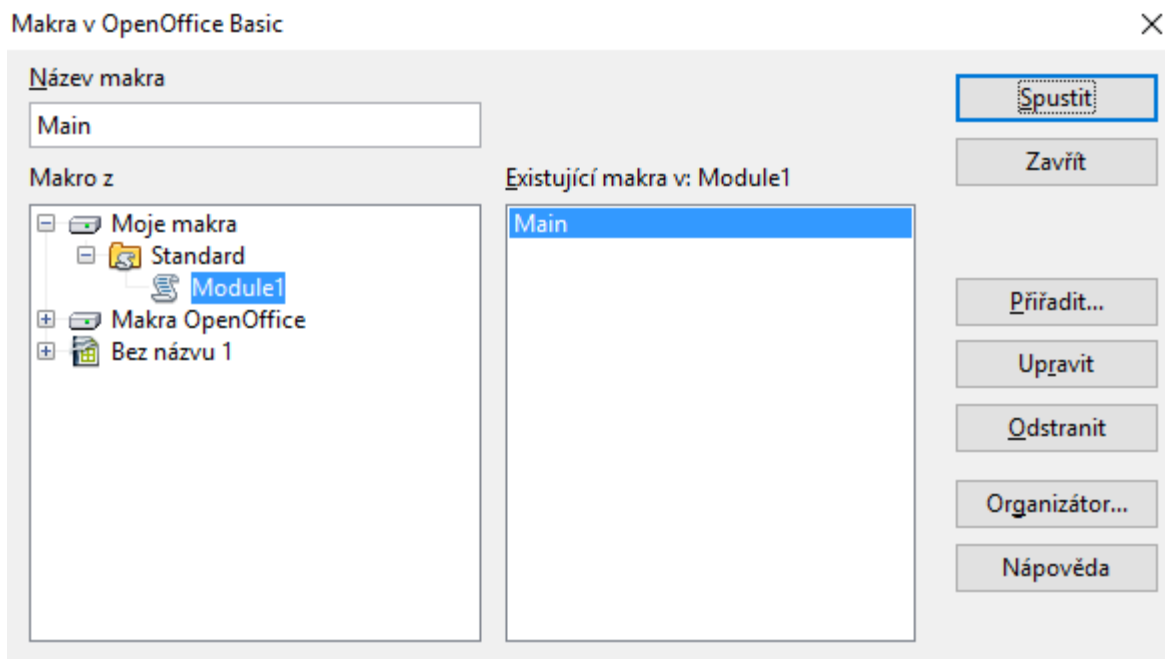 Makra v OpenOffice Basic
Název makra
Main
Makro z
Moje makra
Standard
Module1
Makra OpenOffice
Bez názvu 1
Existující makra v: Module1
Main
Spustit
Zavřít
Přiřadit...
Upravit
Odstranit
Organizátor...
Nápověda